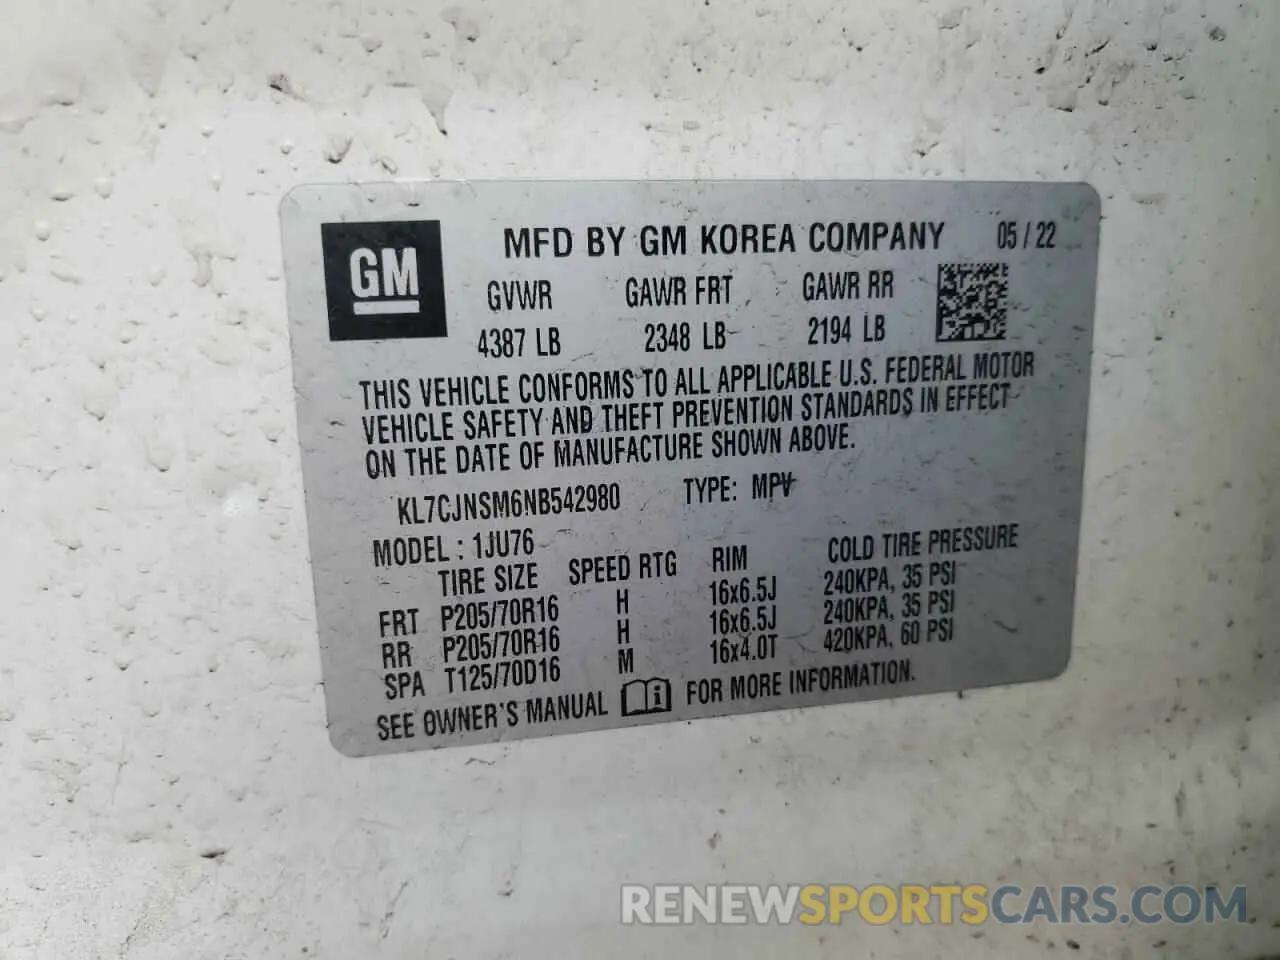 GM
MFD BY GM KOREA COMPANY 05 / 22
GVWR GAWR FRT GAWR RR
4387 LB 2348 LB 2194 LB
THIS VEHICLE CONFORMS TO ALL APPLICABLE U.S. FEDERAL MOTOR
VEHICLE SAFETY AND THEFT PREVENTION STANDARDS IN EFFECT
ON THE DATE OF MANUFACTURE SHOWN ABOVE.
KL7CJNSM6NB542980 TYPE: MPV
MODEL : 1JU76
TIRE SIZE SPEED RTG RIM COLD TIRE PRESSURE
FRT P205/70R16 H 16x6.5J 240KPA, 35 PSI
RR P205/70R16 H 16x6.5J 240KPA, 35 PSI
SPA T125/70D16 M 16x4.0T 420KPA, 60 PSI
SEE OWNER'S MANUAL i FOR MORE INFORMATION.
RENEWSPORTSCARS.COM